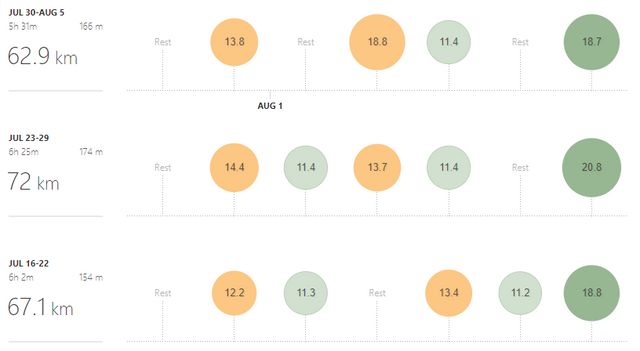 JUL 30-AUG 5
5h 31m 166 m
62.9 km
Rest 13.8 Rest 18.8 11.4 Rest 18.7
AUG 1
JUL 23-29
6h 25m 174 m
72 km
Rest 14.4 11.4 13.7 11.4 Rest 20.8
JUL 16-22
6h 2m 154 m
67.1 km
Rest 12.2 11.3 Rest 13.4 11.2 18.8